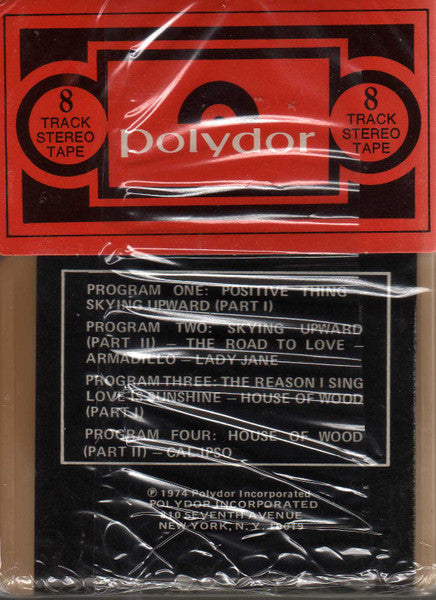 8
TRACK
STEREO
TAPE
polydor
8
TRACK
STEREO
TAPE
PROGRAM ONE: POSITIVE THING
SKYING UPWARD (PART I)
PROGRAM TWO: SKYING UPWARD
(PART II) – THE ROAD TO LOVE –
ARMADILLO – LADY JANE
PROGRAM THREE: THE REASON I SING
LOVE IS SUNSHINE – HOUSE OF WOOD
(PART I)
PROGRAM FOUR: HOUSE OF WOOD
(PART II) – CALIPSO
℗ 1974 Polydor Incorporated
POLYDOR INCORPORATED
810 SEVENTH AVENUE
NEW YORK, N.Y. 10019